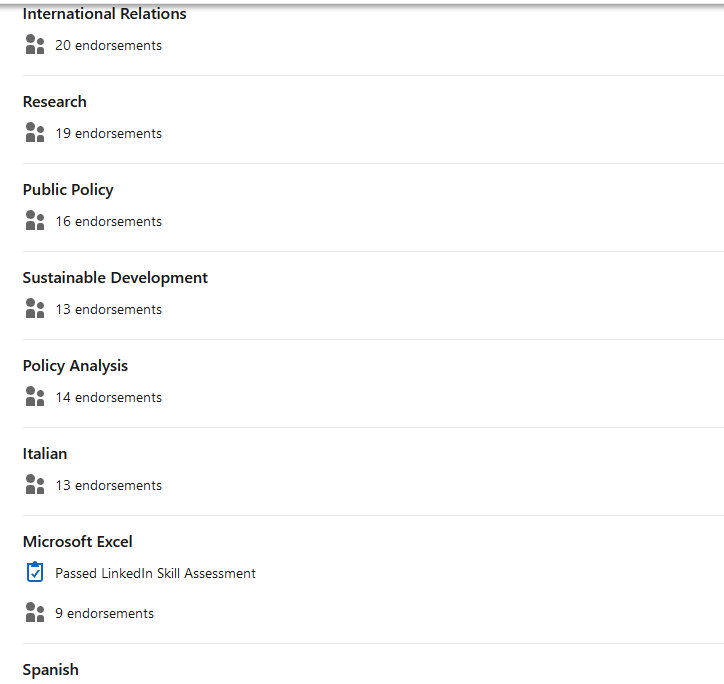 International Relations
20 endorsements
Research
19 endorsements
Public Policy
16 endorsements
Sustainable Development
13 endorsements
Policy Analysis
14 endorsements
Italian
13 endorsements
Microsoft Excel
Passed LinkedIn Skill Assessment
9 endorsements
Spanish